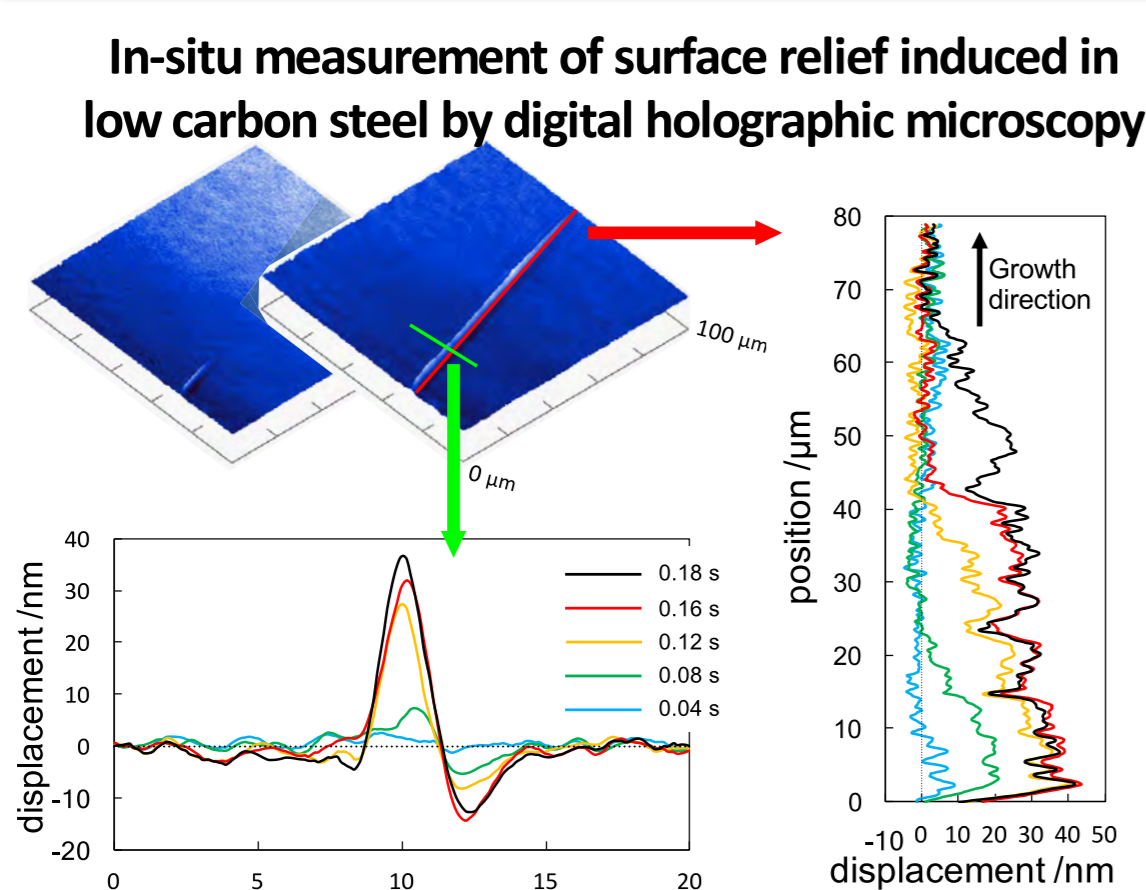 In-situ measurement of surface relief induced in
low carbon steel by digital holographic microscopy
100 µm
0 µm
80
70
60
50
40
30
20
10
0
-10 0 10 20 30 40 50
position /µm
displacement /nm
Growth
direction
40
30
20
10
0
-10
-20
0 5 10 15 20
displacement /nm
0.18 s
0.16 s
0.12 s
0.08 s
0.04 s